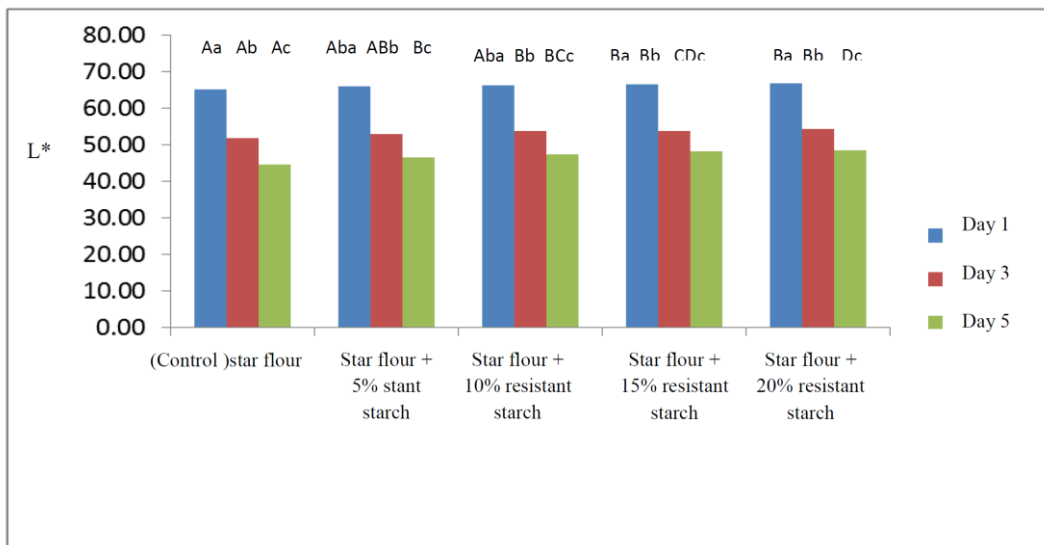 80.00
70.00
60.00
50.00
40.00
30.00
20.00
10.00
0.00
L*
Aa Ab Ac
Aba ABb Bc
Aba Bb BCc
Ba Bb CDc
Ba Bb Dc
(Control )star flour
Star flour +
5% stant
starch
Star flour +
10% resistant
starch
Star flour +
15% resistant
starch
Star flour +
20% resistant
starch
Day 1
Day 3
Day 5